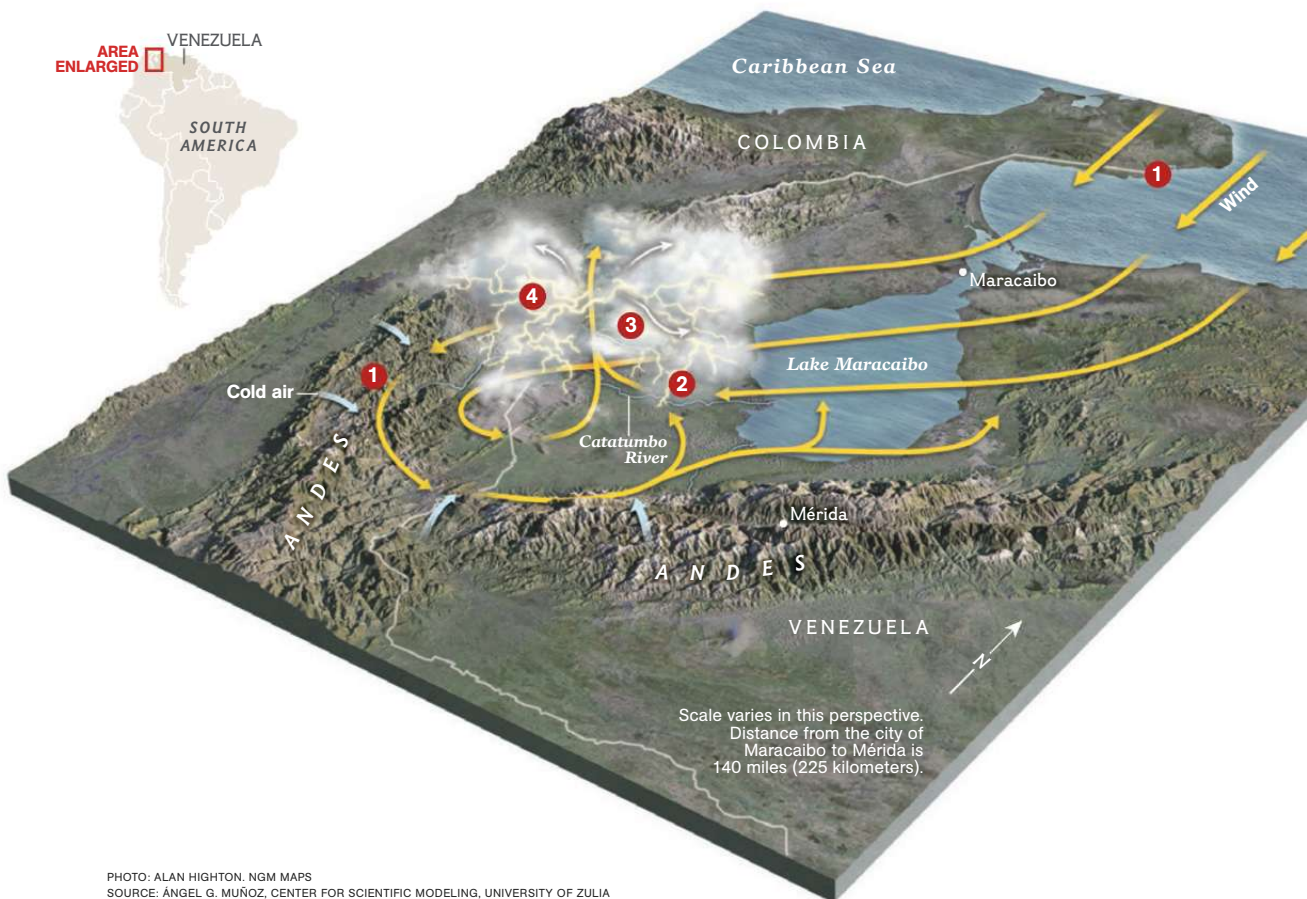 VENEZUELA
AREA
ENLARGED
SOUTH
AMERICA
Caribbean Sea
COLOMBIA
1
Wind
Maracaibo
4
3
Lake Maracaibo
1
2
Cold air
Catatumbo
River
ANDES
Mérida
ANDES
VENEZUELA
N
Scale varies in this perspective.
Distance from the city of
Maracaibo to Mérida is
140 miles (225 kilometers).
PHOTO: ALAN HIGHTON. NGM MAPS
SOURCE: ÁNGEL G. MUÑOZ, CENTER FOR SCIENTIFIC MODELING, UNIVERSITY OF ZULIA